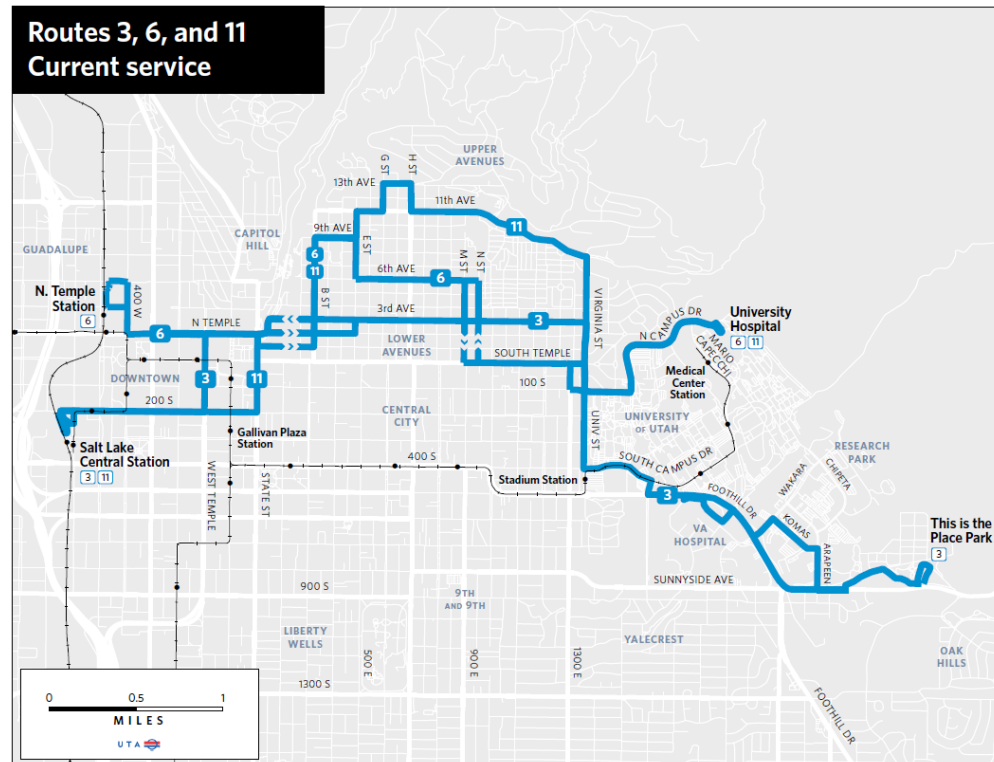 Routes 3, 6, and 11
Current service
UPPER
AVENUES
G ST
H ST
13th AVE
11th AVE
11
9th AVE
CAPITOL
HILL
GUADALUPE
6
11
E ST
M ST
N ST
6th AVE
6
N. Temple
Station
6
400 W
B ST
VIRGINIA ST
3rd AVE
3
N TEMPLE
6
LOWER
AVENUES
N CAMPUS DR
University
Hospital
6 11
MARIO
CAPECCHI
SOUTH TEMPLE
100 S
Medical
Center
Station
DOWNTOWN
3
11
200 S
CENTRAL
CITY
UNIV ST
UNIVERSITY
OF UTAH
Gallivan Plaza
Station
Salt Lake
Central Station
3 11
400 S
SOUTH CAMPUS DR
RESEARCH
PARK
WAKARA
CHIPETA
Stadium Station
WEST TEMPLE
STATE ST
3
FOOTHILL DR
KOMAS
VA
HOSPITAL
ARAPEEN
This is the
Place Park
3
SUNNYSIDE AVE
900 S
9TH
AND 9TH
LIBERTY
WELLS
YALECREST
OAK
HILLS
500 E
900 E
1300 E
1300 S
FOOTHILL DR
0 0.5 1
MILES
UTA